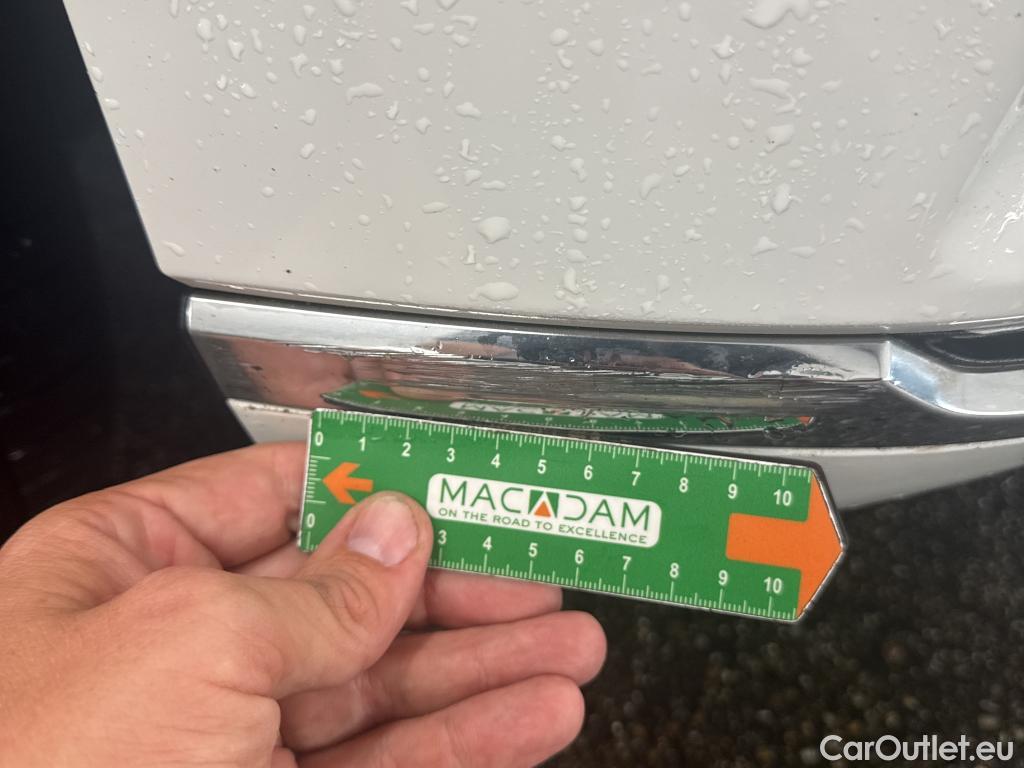 0 1 2 3 4 5 6 7 8 9 10
MACADAM
ON THE ROAD TO EXCELLENCE
0 3 4 5 6 7 8 9 10
CarOutlet.eu